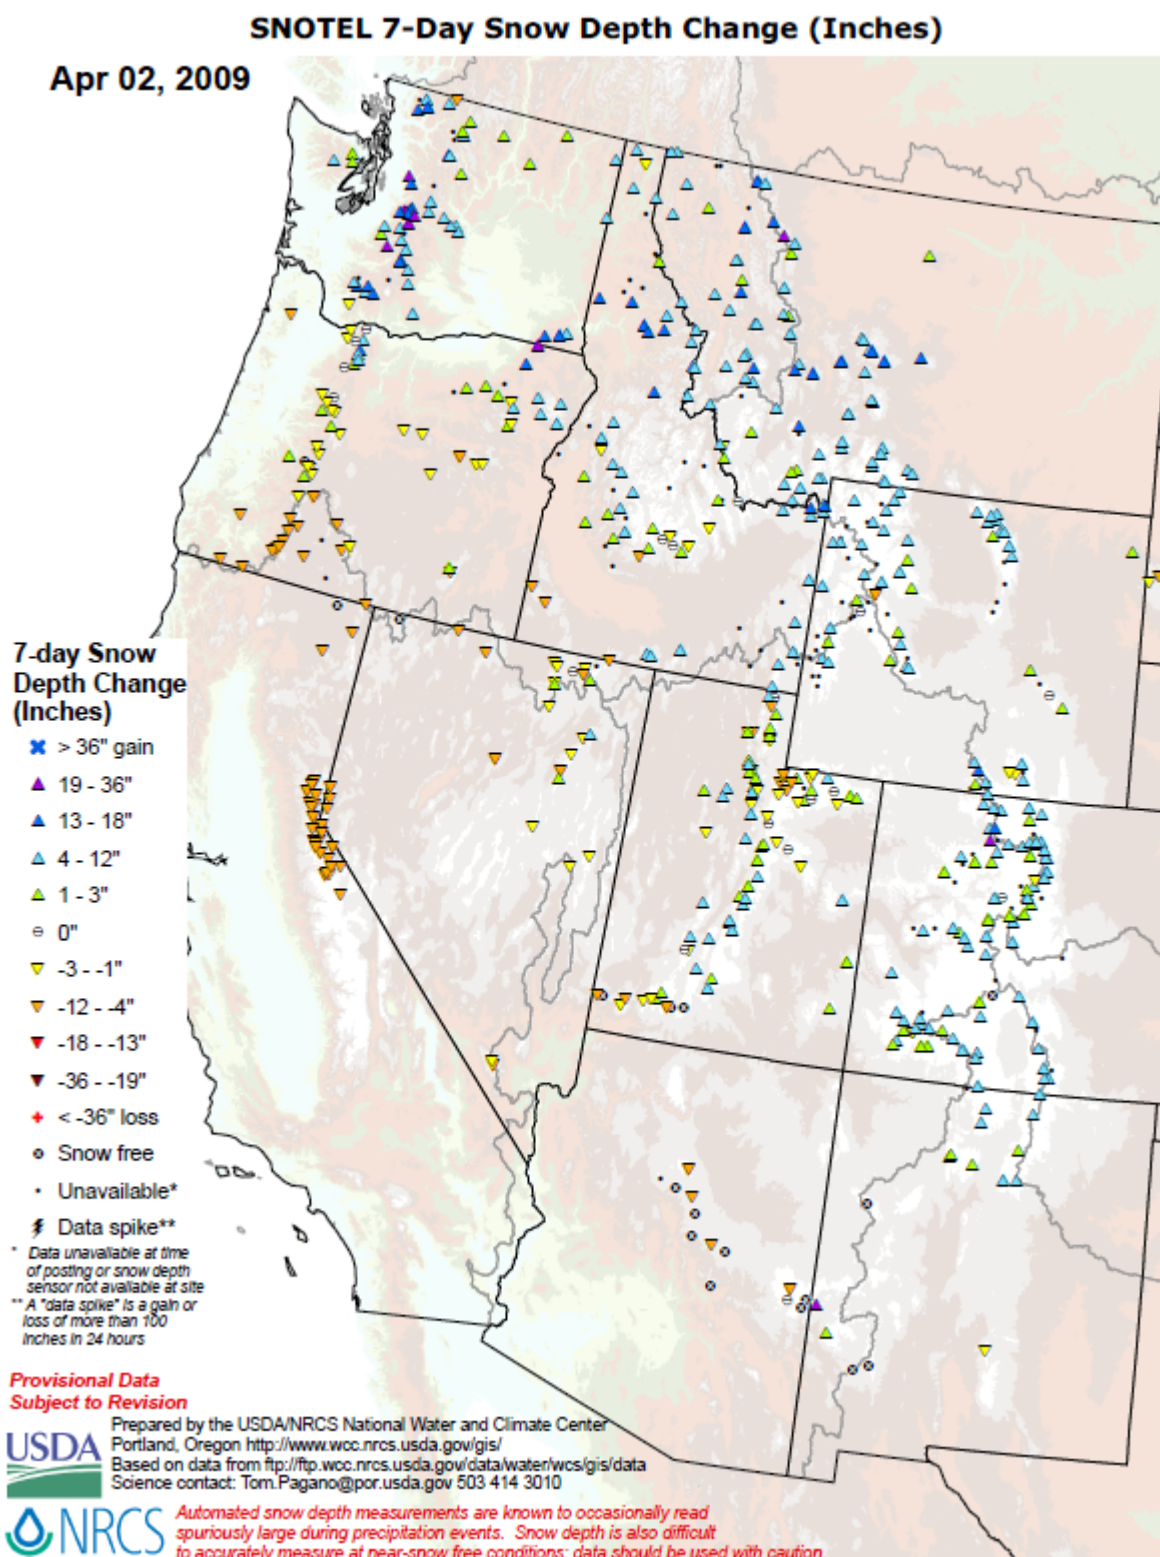 SNOTEL 7-Day Snow Depth Change (Inches)
Apr 02, 2009
7-day Snow
Depth Change
(Inches)
> 36" gain
19 - 36"
13 - 18"
4 - 12"
1 - 3"
0"
-3 - -1"
-12 - -4"
-18 - -13"
-36 - -19"
< -36" loss
Snow free
Unavailable*
Data spike**
* Data unavailable at time
of posting or snow depth
sensor not available at site
** A "data spike" is a gain or
loss of more than 100
inches in 24 hours
Provisional Data
Subject to Revision
USDA
Prepared by the USDA/NRCS National Water and Climate Center
Portland, Oregon http://www.wcc.nrcs.usda.gov/gis/
Based on data from ftp://ftp.wcc.nrcs.usda.gov/data/water/wcs/gis/data
Science contact: Tom.Pagano@por.usda.gov 503 414 3010
NRCS
Automated snow depth measurements are known to occasionally read
spuriously large during precipitation events. Snow depth is also difficult
to accurately measure at near-snow free conditions; data should be used with caution